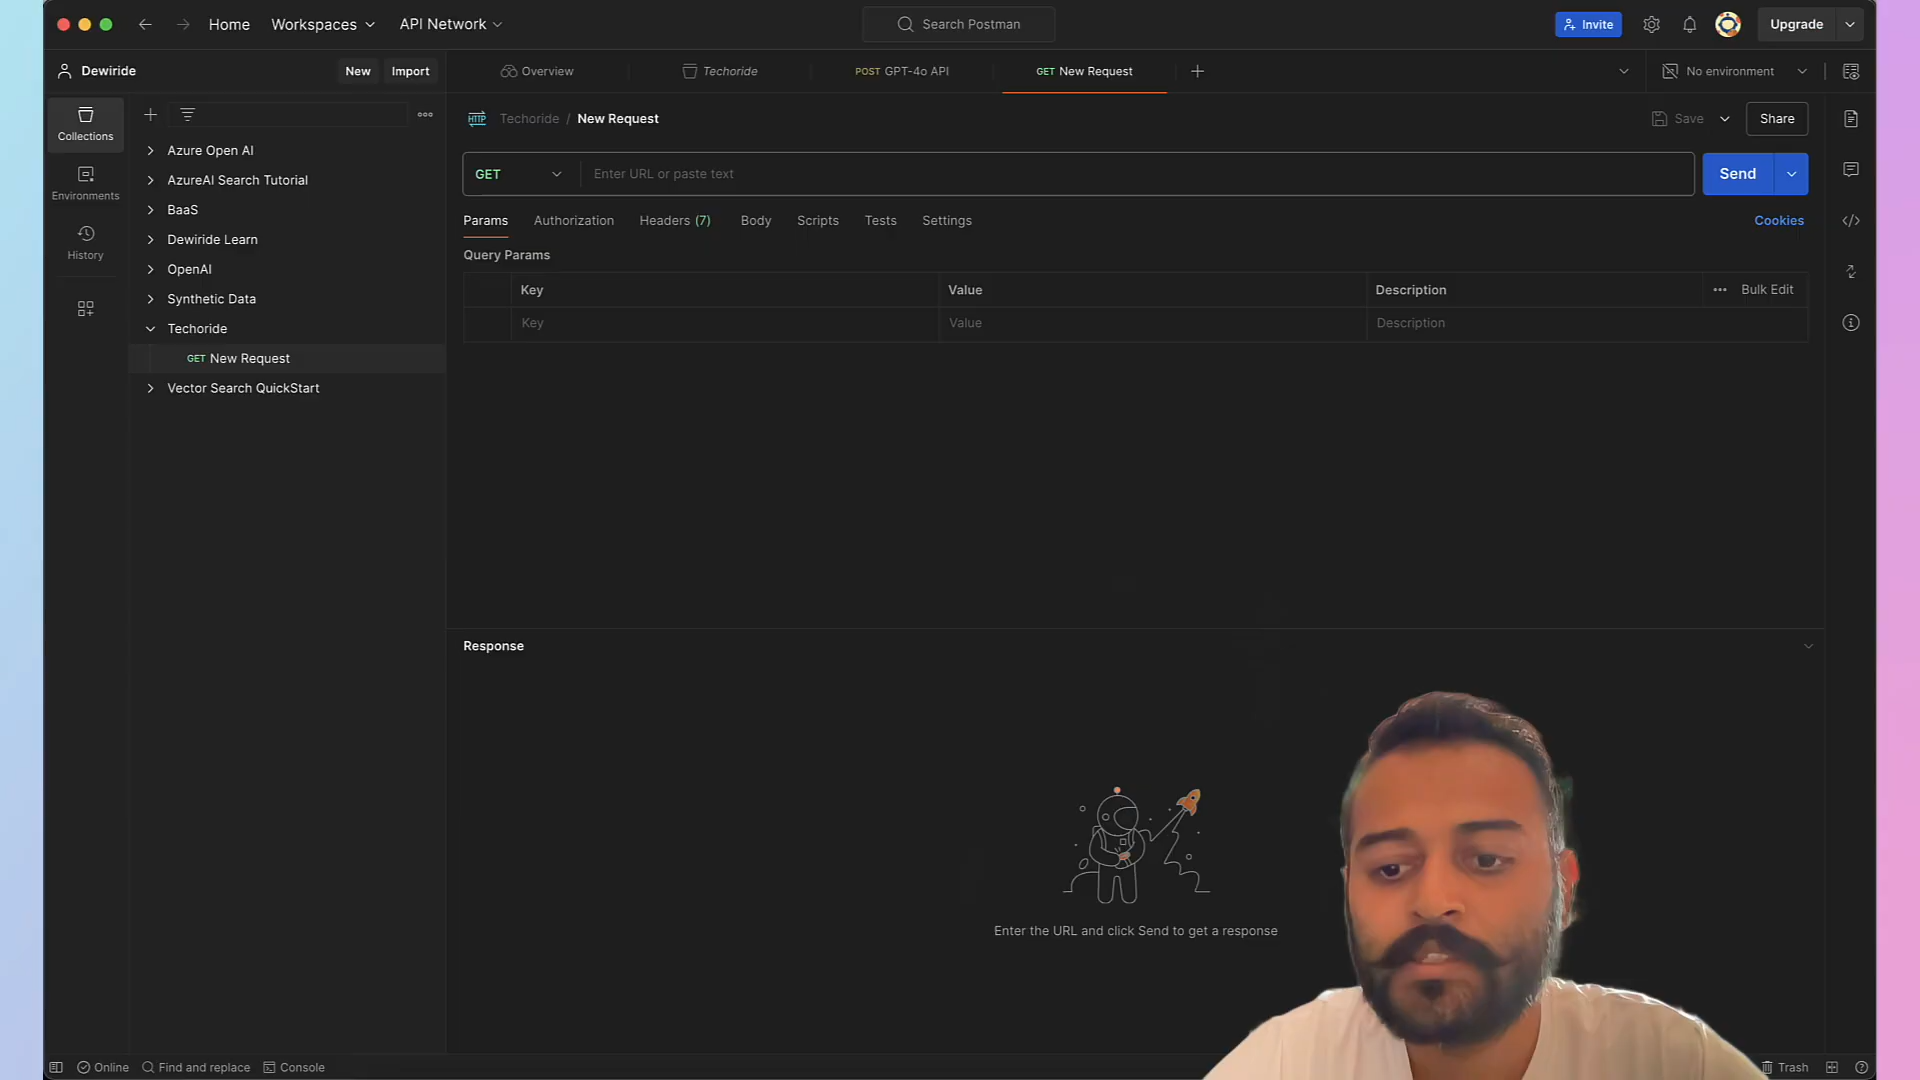 Home
Workspaces
API Network
Search Postman
Invite
Upgrade
Dewiride
New
Import
Overview
Techoride
POST GPT-4o API
GET New Request
No environment
Collections
Environments
History
Azure Open AI
AzureAI Search Tutorial
BaaS
Dewiride Learn
OpenAI
Synthetic Data
Techoride
GET New Request
Vector Search QuickStart
HTTP
Techoride / New Request
Save
Share
GET
Enter URL or paste text
Send
Params
Authorization
Headers (7)
Body
Scripts
Tests
Settings
Cookies
Query Params
Key
Value
Description
Bulk Edit
Key
Value
Description
Response
Enter the URL and click Send to get a response
Online
Find and replace
Console
Trash